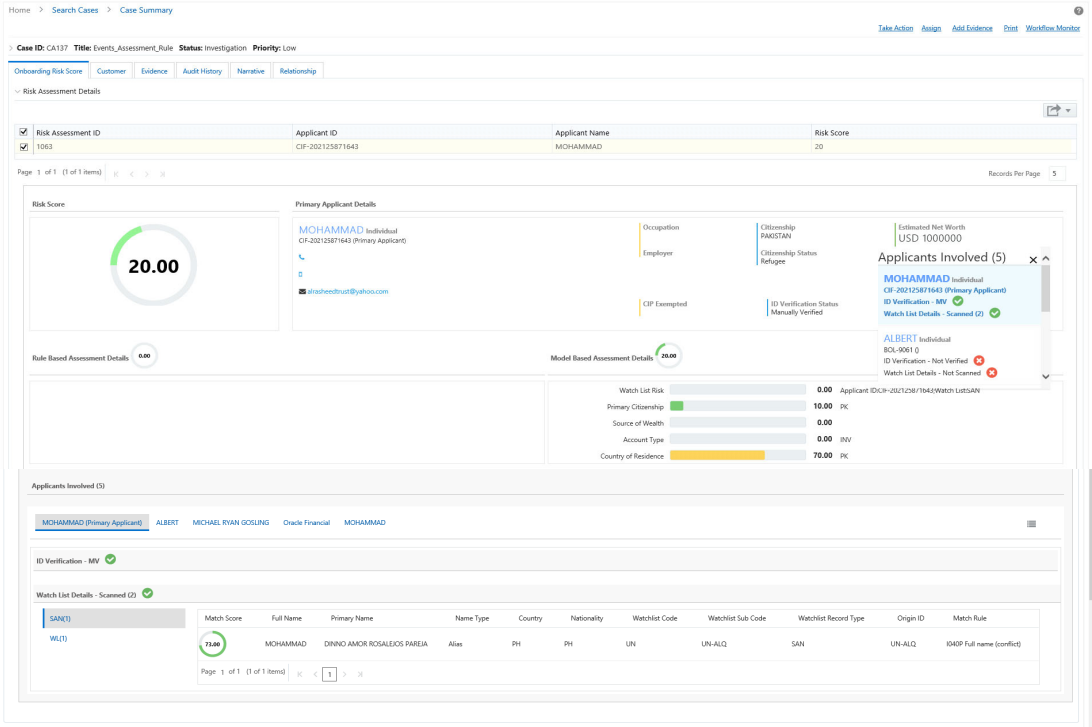 Home > Search Cases > Case Summary
Take Action Assign Add Evidence Print Workflow Monitor
Case ID: CA137 Title: Events_Assessment_Rule Status: Investigation Priority: Low
Onboarding Risk Score Customer Evidence Audit History Narrative Relationship
Risk Assessment Details
Risk Assessment ID Applicant ID Applicant Name Risk Score
1063 CIF-202125871643 MOHAMMAD 20
Page 1 of 1 (1 of 1 items) Records Per Page 5
Risk Score
20.00
Primary Applicant Details
MOHAMMAD Individual
CIF-202125871643 (Primary Applicant)
alrasheedtrust@yahoo.com
Occupation
Employer
CIP Exempted
Citizenship
PAKISTAN
Citizenship Status
Refugee
ID Verification Status
Manually Verified
Estimated Net Worth
USD 1000000
Applicants Involved (5)
MOHAMMAD Individual
CIF-202125871643 (Primary Applicant)
ID Verification - MV
Watch List Details - Scanned (2)
ALBERT Individual
BOL-9061 ()
ID Verification - Not Verified
Watch List Details - Not Scanned
Rule Based Assessment Details 0.00
Model Based Assessment Details 20.00
Watch List Risk 0.00 Applicant ID:CIF-202125871643;Watch List:SAN
Primary Citizenship 10.00 PK
Source of Wealth 0.00
Account Type 0.00 INV
Country of Residence 70.00 PK
Applicants Involved (5)
MOHAMMAD (Primary Applicant) ALBERT MICHAEL RYAN GOSLING Oracle Financial MOHAMMAD
ID Verification - MV
Watch List Details - Scanned (2)
SAN(1)
WL(1)
Match Score Full Name Primary Name Name Type Country Nationality Watchlist Code Watchlist Sub Code Watchlist Record Type Origin ID Match Rule
73.00 MOHAMMAD DINNO AMOR ROSALEJOS PAREJA Alias PH PH UN UN-ALQ SAN UN-ALQ I040P Full name (conflict)
Page 1 of 1 (1 of 1 items) 1